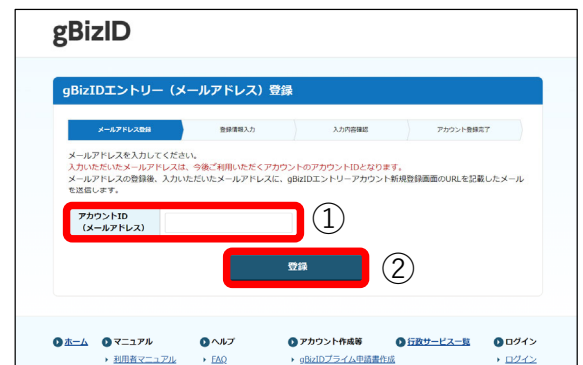 gBizID
gBizIDエントリー（メールアドレス）登録
メールアドレス登録 登録情報入力 入力内容確認 アカウント登録完了
メールアドレスを入力してください。
入力いただいたメールアドレスは、今後ご利用いただくアカウントのアカウントIDとなります。
メールアドレスの登録後、入力いただいたメールアドレスに、gBizIDエントリーアカウント新規登録画面のURLを記載したメール
を送信します。
アカウントID
（メールアドレス）
①
登録
②
ホーム マニュアル ヘルプ アカウント作成等 行政サービス一覧 ログイン
利用者マニュアル FAQ gBizIDプライム申請書作成 ログイン